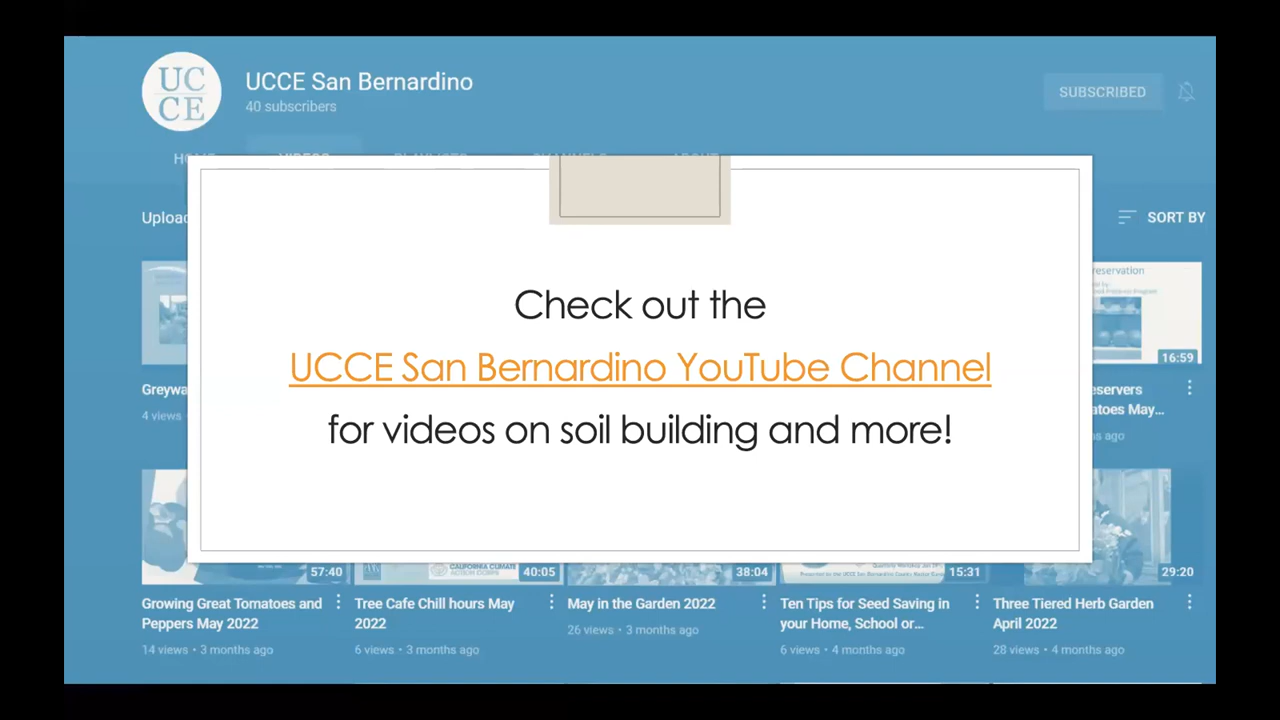 UC
CE
UCCE San Bernardino
40 subscribers
SUBSCRIBED
SORT BY
Check out the
UCCE San Bernardino YouTube Channel
for videos on soil building and more!
4 views
16:59
57:40
CALIFORNIA CLIMATE
ACTION CORPS
40:05
38:04
15:31
29:20
Growing Great Tomatoes and
Peppers May 2022
14 views • 3 months ago
Tree Cafe Chill hours May
2022
6 views • 3 months ago
May in the Garden 2022
26 views • 3 months ago
Ten Tips for Seed Saving in
your Home, School or...
6 views • 4 months ago
Three Tiered Herb Garden
April 2022
28 views • 4 months ago